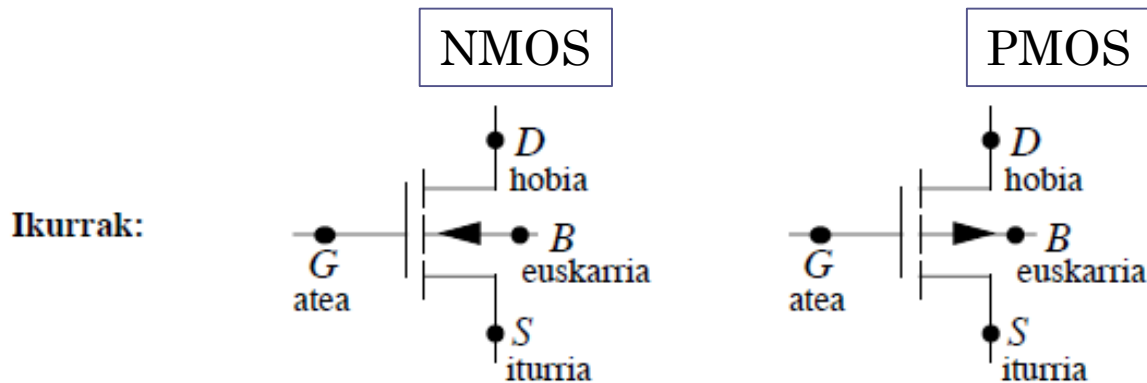 NMOS
PMOS
D
hobia
D
hobia
Ikurrak:
G
atea
B
euskarria
G
atea
B
euskarria
S
iturria
S
iturria